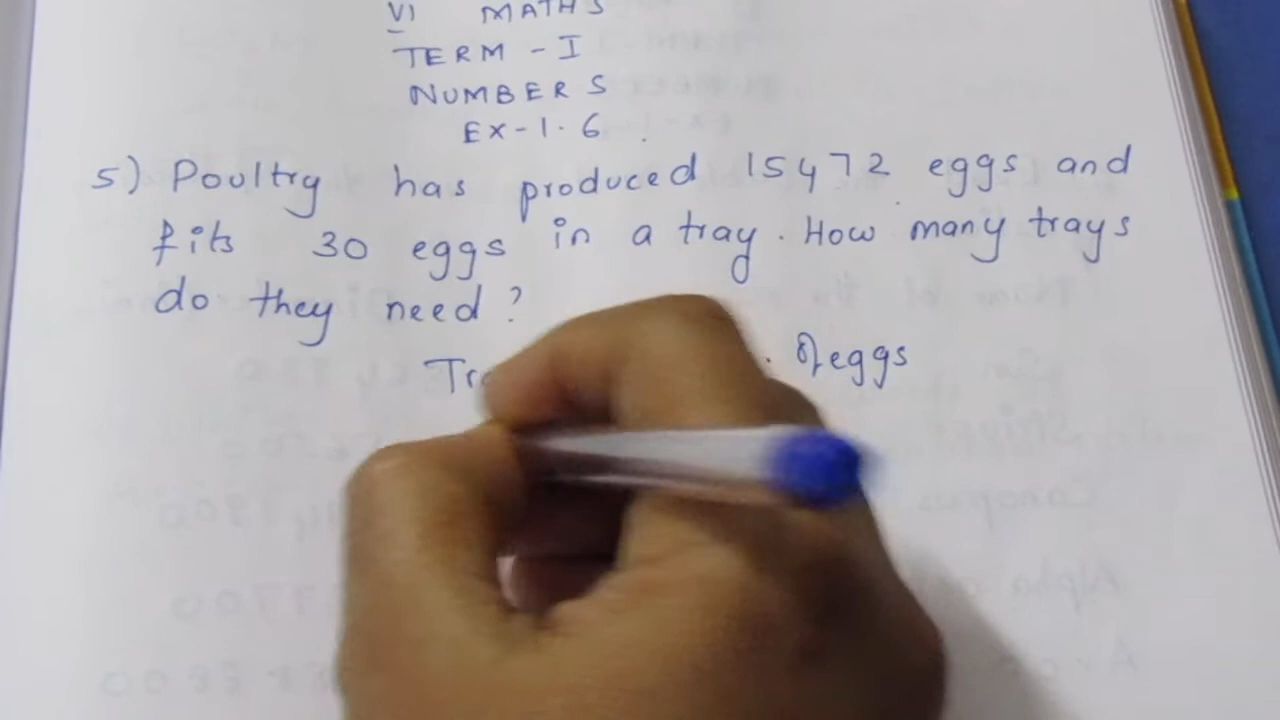 VI MATHS
TERM - I
NUMBERS
EX-1.6
5) Poultry has produced 15472 eggs and
fits 30 eggs in a tray. How many trays
do they need?
of eggs